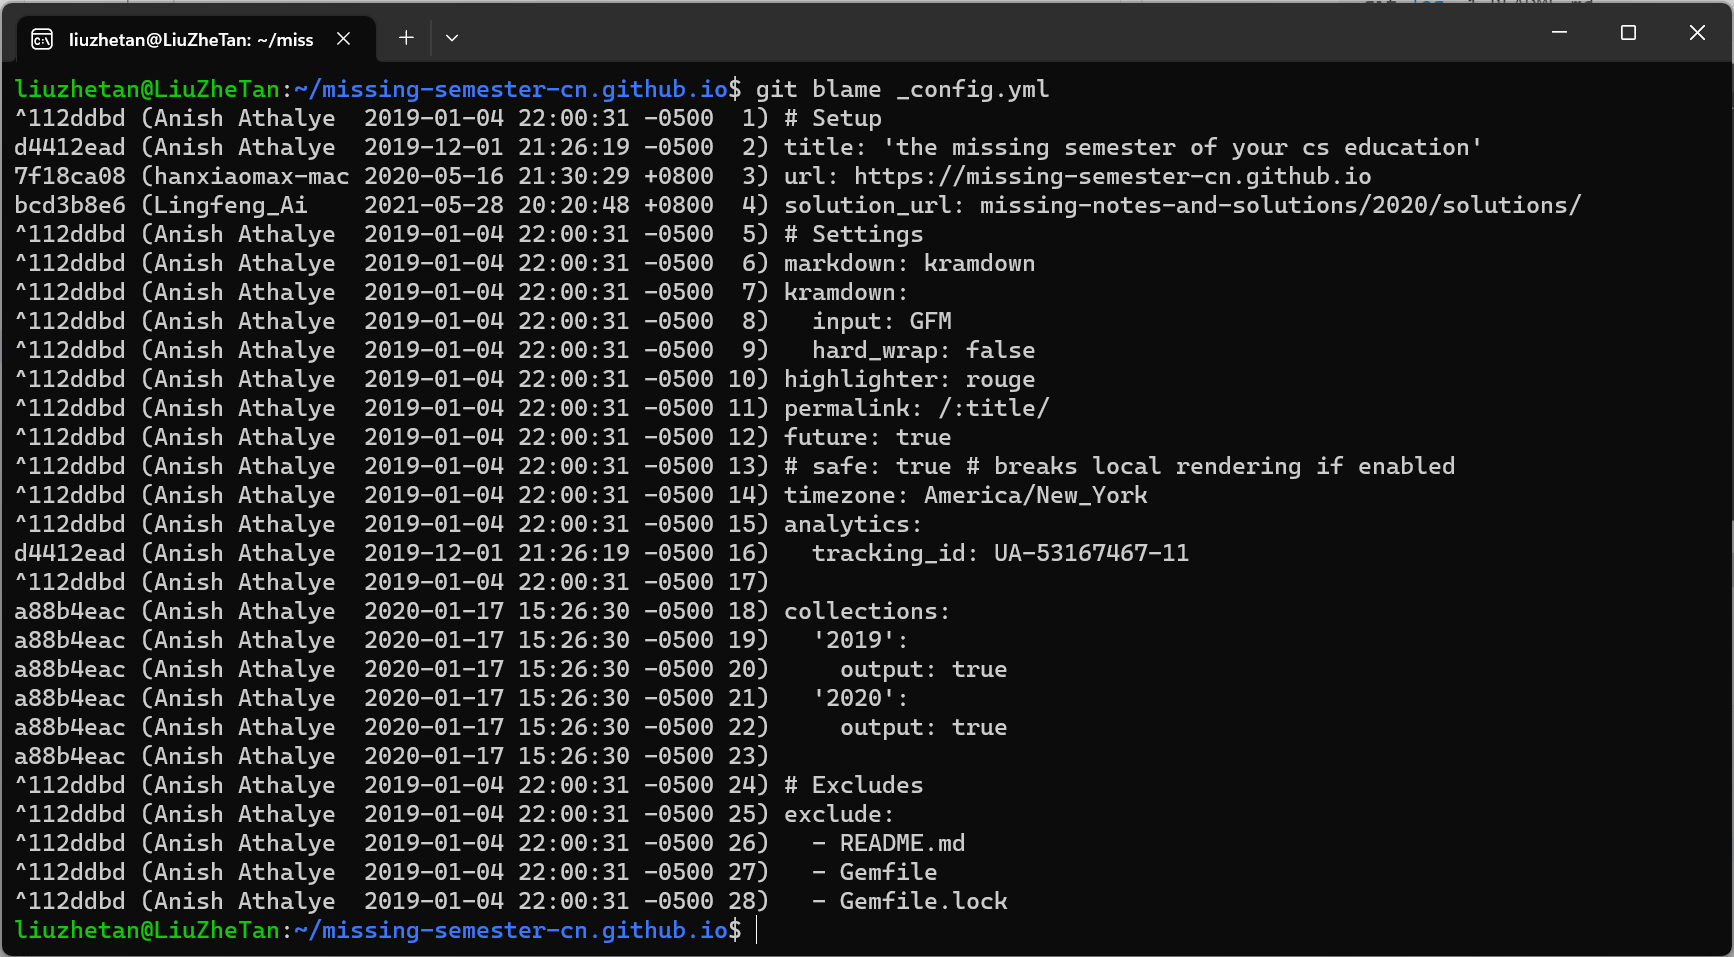 liuzhetan@LiuZheTan: ~/miss
liuzhetan@LiuZheTan:~/missing-semester-cn.github.io$ git blame _config.yml
^112ddbd (Anish Athalye  2019-01-04 22:00:31 -0500  1) # Setup
d4412ead (Anish Athalye  2019-12-01 21:26:19 -0500  2) title: 'the missing semester of your cs education'
7f18ca08 (hanxiaomax-mac 2020-05-16 21:30:29 +0800  3) url: https://missing-semester-cn.github.io
bcd3b8e6 (Lingfeng_Ai    2021-05-28 20:20:48 +0800  4) solution_url: missing-notes-and-solutions/2020/solutions/
^112ddbd (Anish Athalye  2019-01-04 22:00:31 -0500  5) # Settings
^112ddbd (Anish Athalye  2019-01-04 22:00:31 -0500  6) markdown: kramdown
^112ddbd (Anish Athalye  2019-01-04 22:00:31 -0500  7) kramdown:
^112ddbd (Anish Athalye  2019-01-04 22:00:31 -0500  8)   input: GFM
^112ddbd (Anish Athalye  2019-01-04 22:00:31 -0500  9)   hard_wrap: false
^112ddbd (Anish Athalye  2019-01-04 22:00:31 -0500 10) highlighter: rouge
^112ddbd (Anish Athalye  2019-01-04 22:00:31 -0500 11) permalink: /:title/
^112ddbd (Anish Athalye  2019-01-04 22:00:31 -0500 12) future: true
^112ddbd (Anish Athalye  2019-01-04 22:00:31 -0500 13) # safe: true # breaks local rendering if enabled
^112ddbd (Anish Athalye  2019-01-04 22:00:31 -0500 14) timezone: America/New_York
^112ddbd (Anish Athalye  2019-01-04 22:00:31 -0500 15) analytics:
d4412ead (Anish Athalye  2019-12-01 21:26:19 -0500 16)   tracking_id: UA-53167467-11
^112ddbd (Anish Athalye  2019-01-04 22:00:31 -0500 17)
a88b4eac (Anish Athalye  2020-01-17 15:26:30 -0500 18) collections:
a88b4eac (Anish Athalye  2020-01-17 15:26:30 -0500 19)   '2019':
a88b4eac (Anish Athalye  2020-01-17 15:26:30 -0500 20)     output: true
a88b4eac (Anish Athalye  2020-01-17 15:26:30 -0500 21)   '2020':
a88b4eac (Anish Athalye  2020-01-17 15:26:30 -0500 22)     output: true
a88b4eac (Anish Athalye  2020-01-17 15:26:30 -0500 23)
^112ddbd (Anish Athalye  2019-01-04 22:00:31 -0500 24) # Excludes
^112ddbd (Anish Athalye  2019-01-04 22:00:31 -0500 25) exclude:
^112ddbd (Anish Athalye  2019-01-04 22:00:31 -0500 26)   - README.md
^112ddbd (Anish Athalye  2019-01-04 22:00:31 -0500 27)   - Gemfile
^112ddbd (Anish Athalye  2019-01-04 22:00:31 -0500 28)   - Gemfile.lock
liuzhetan@LiuZheTan:~/missing-semester-cn.github.io$